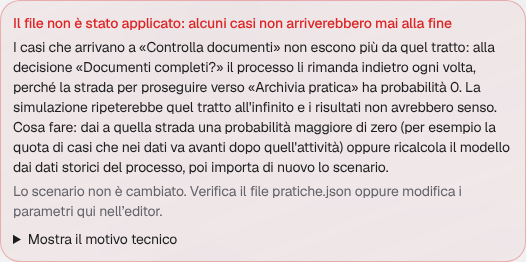 Il file non è stato applicato: alcuni casi non arriverebbero mai alla fine
I casi che arrivano a «Controlla documenti» non escono più da quel tratto: alla
decisione «Documenti completi?» il processo li rimanda indietro ogni volta,
perché la strada per proseguire verso «Archivia pratica» ha probabilità 0. La
simulazione ripeterebbe quel tratto all'infinito e i risultati non avrebbero senso.
Cosa fare: dai a quella strada una probabilità maggiore di zero (per esempio la
quota di casi che nei dati va avanti dopo quell'attività) oppure ricalcola il modello
dai dati storici del processo, poi importa di nuovo lo scenario.
Lo scenario non è cambiato. Verifica il file pratiche.json oppure modifica i
parametri qui nell'editor.
▶ Mostra il motivo tecnico